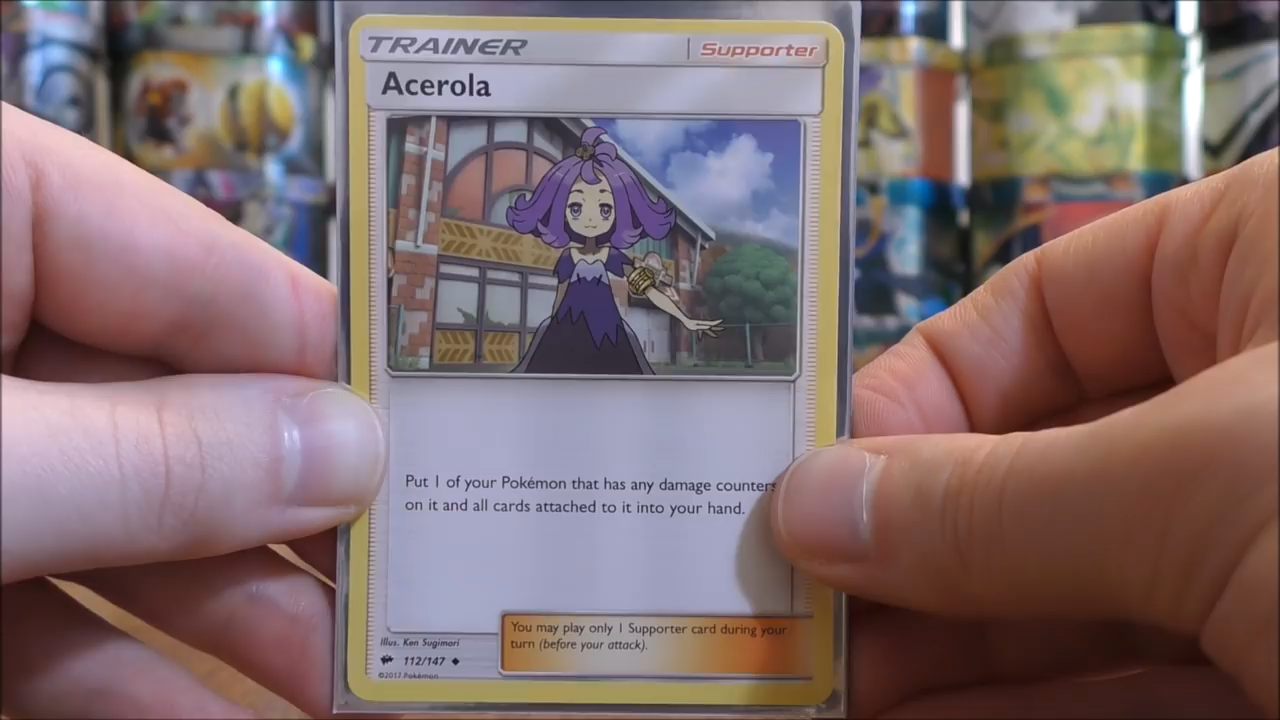 TRAINER
Supporter
Acerola
Put 1 of your Pokémon that has any damage counters
on it and all cards attached to it into your hand.
You may play only 1 Supporter card during your
turn (before your attack).
Illus. Ken Sugimori
112/147
©2017 Pokémon